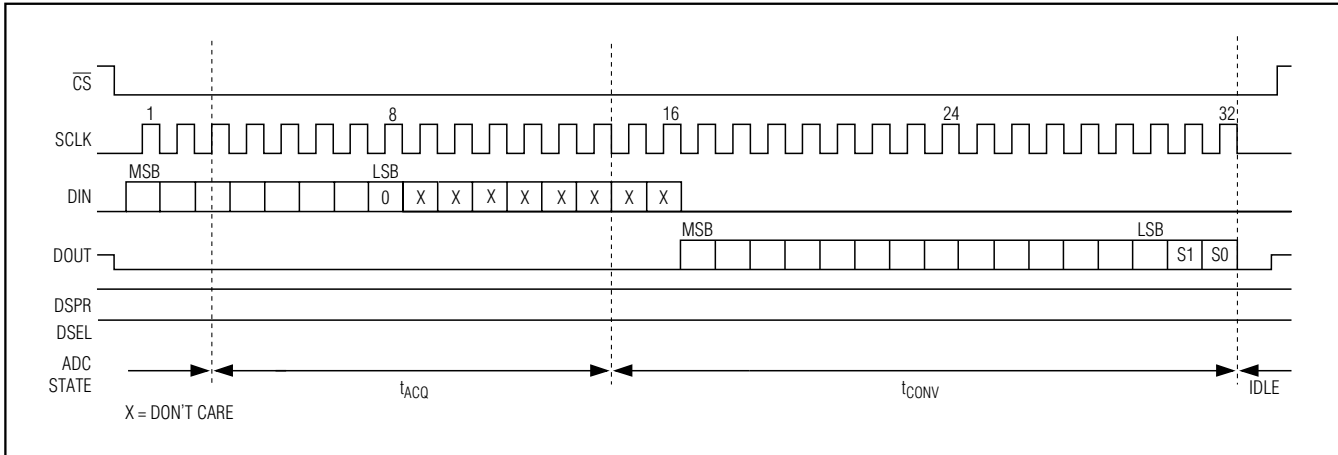 CS
1 8 16 24 32
SCLK
MSB LSB
DIN 0 X X X X X X X X
MSB LSB
DOUT S1 S0
DSPR
DSEL
ADC STATE tACQ tCONV IDLE
X = DON'T CARE